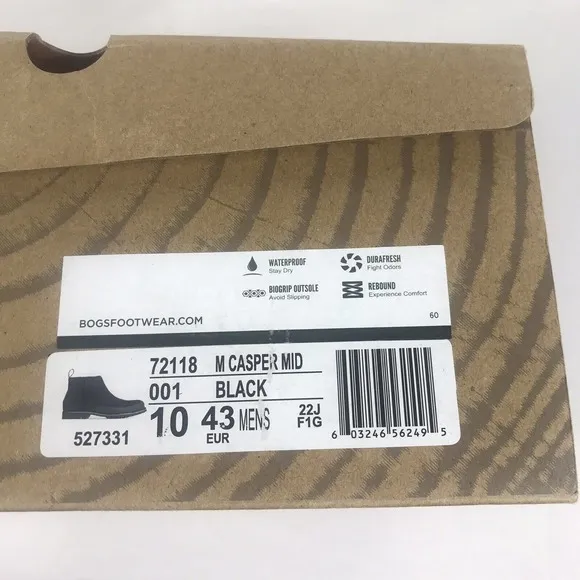 WATERPROOF
Stay Dry
DURAFRESH
Fight Odors
BIOGRIP OUTSOLE
Avoid Slipping
REBOUND
Experience Comfort
BOGSFOOTWEAR.COM
60
72118 M CASPER MID
001 BLACK
10 43 MENS
EUR
22J
F1G
527331
6 03246 56249 5